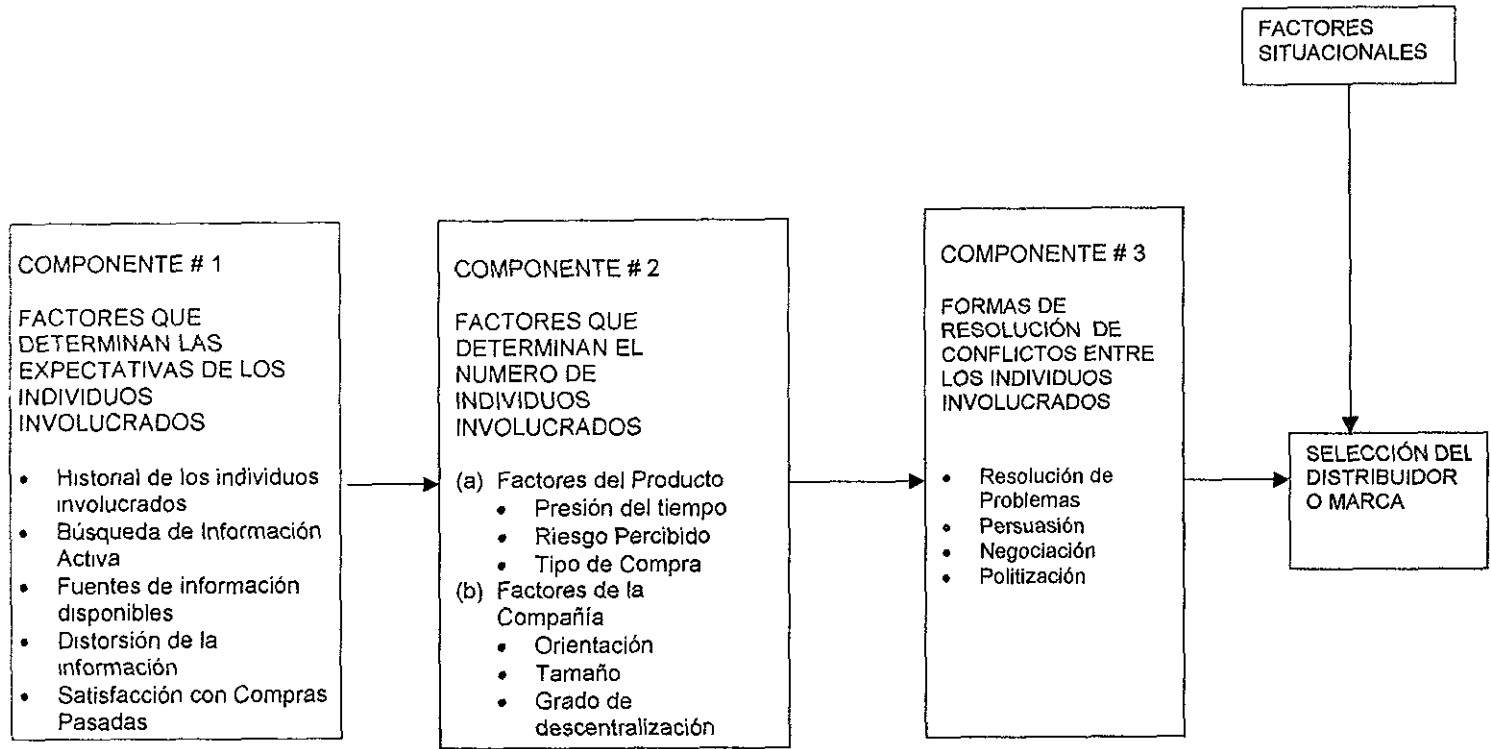 FACTORES
SITUACIONALES
COMPONENTE # 1
FACTORES QUE
DETERMINAN LAS
EXPECTATIVAS DE LOS
INDIVIDUOS
INVOLUCRADOS
• Historial de los individuos
involucrados
• Búsqueda de Información
Activa
• Fuentes de información
disponibles
• Distorsión de la
información
• Satisfacción con Compras
Pasadas
COMPONENTE # 2
FACTORES QUE
DETERMINAN EL
NUMERO DE
INDIVIDUOS
INVOLUCRADOS
(a) Factores del Producto
• Presión del tiempo
• Riesgo Percibido
• Tipo de Compra
(b) Factores de la
Compañía
• Orientación
• Tamaño
• Grado de
descentralización
COMPONENTE # 3
FORMAS DE
RESOLUCIÓN DE
CONFLICTOS ENTRE
LOS INDIVIDUOS
INVOLUCRADOS
• Resolución de
Problemas
• Persuasión
• Negociación
• Politización
SELECCIÓN DEL
DISTRIBUIDOR
O MARCA